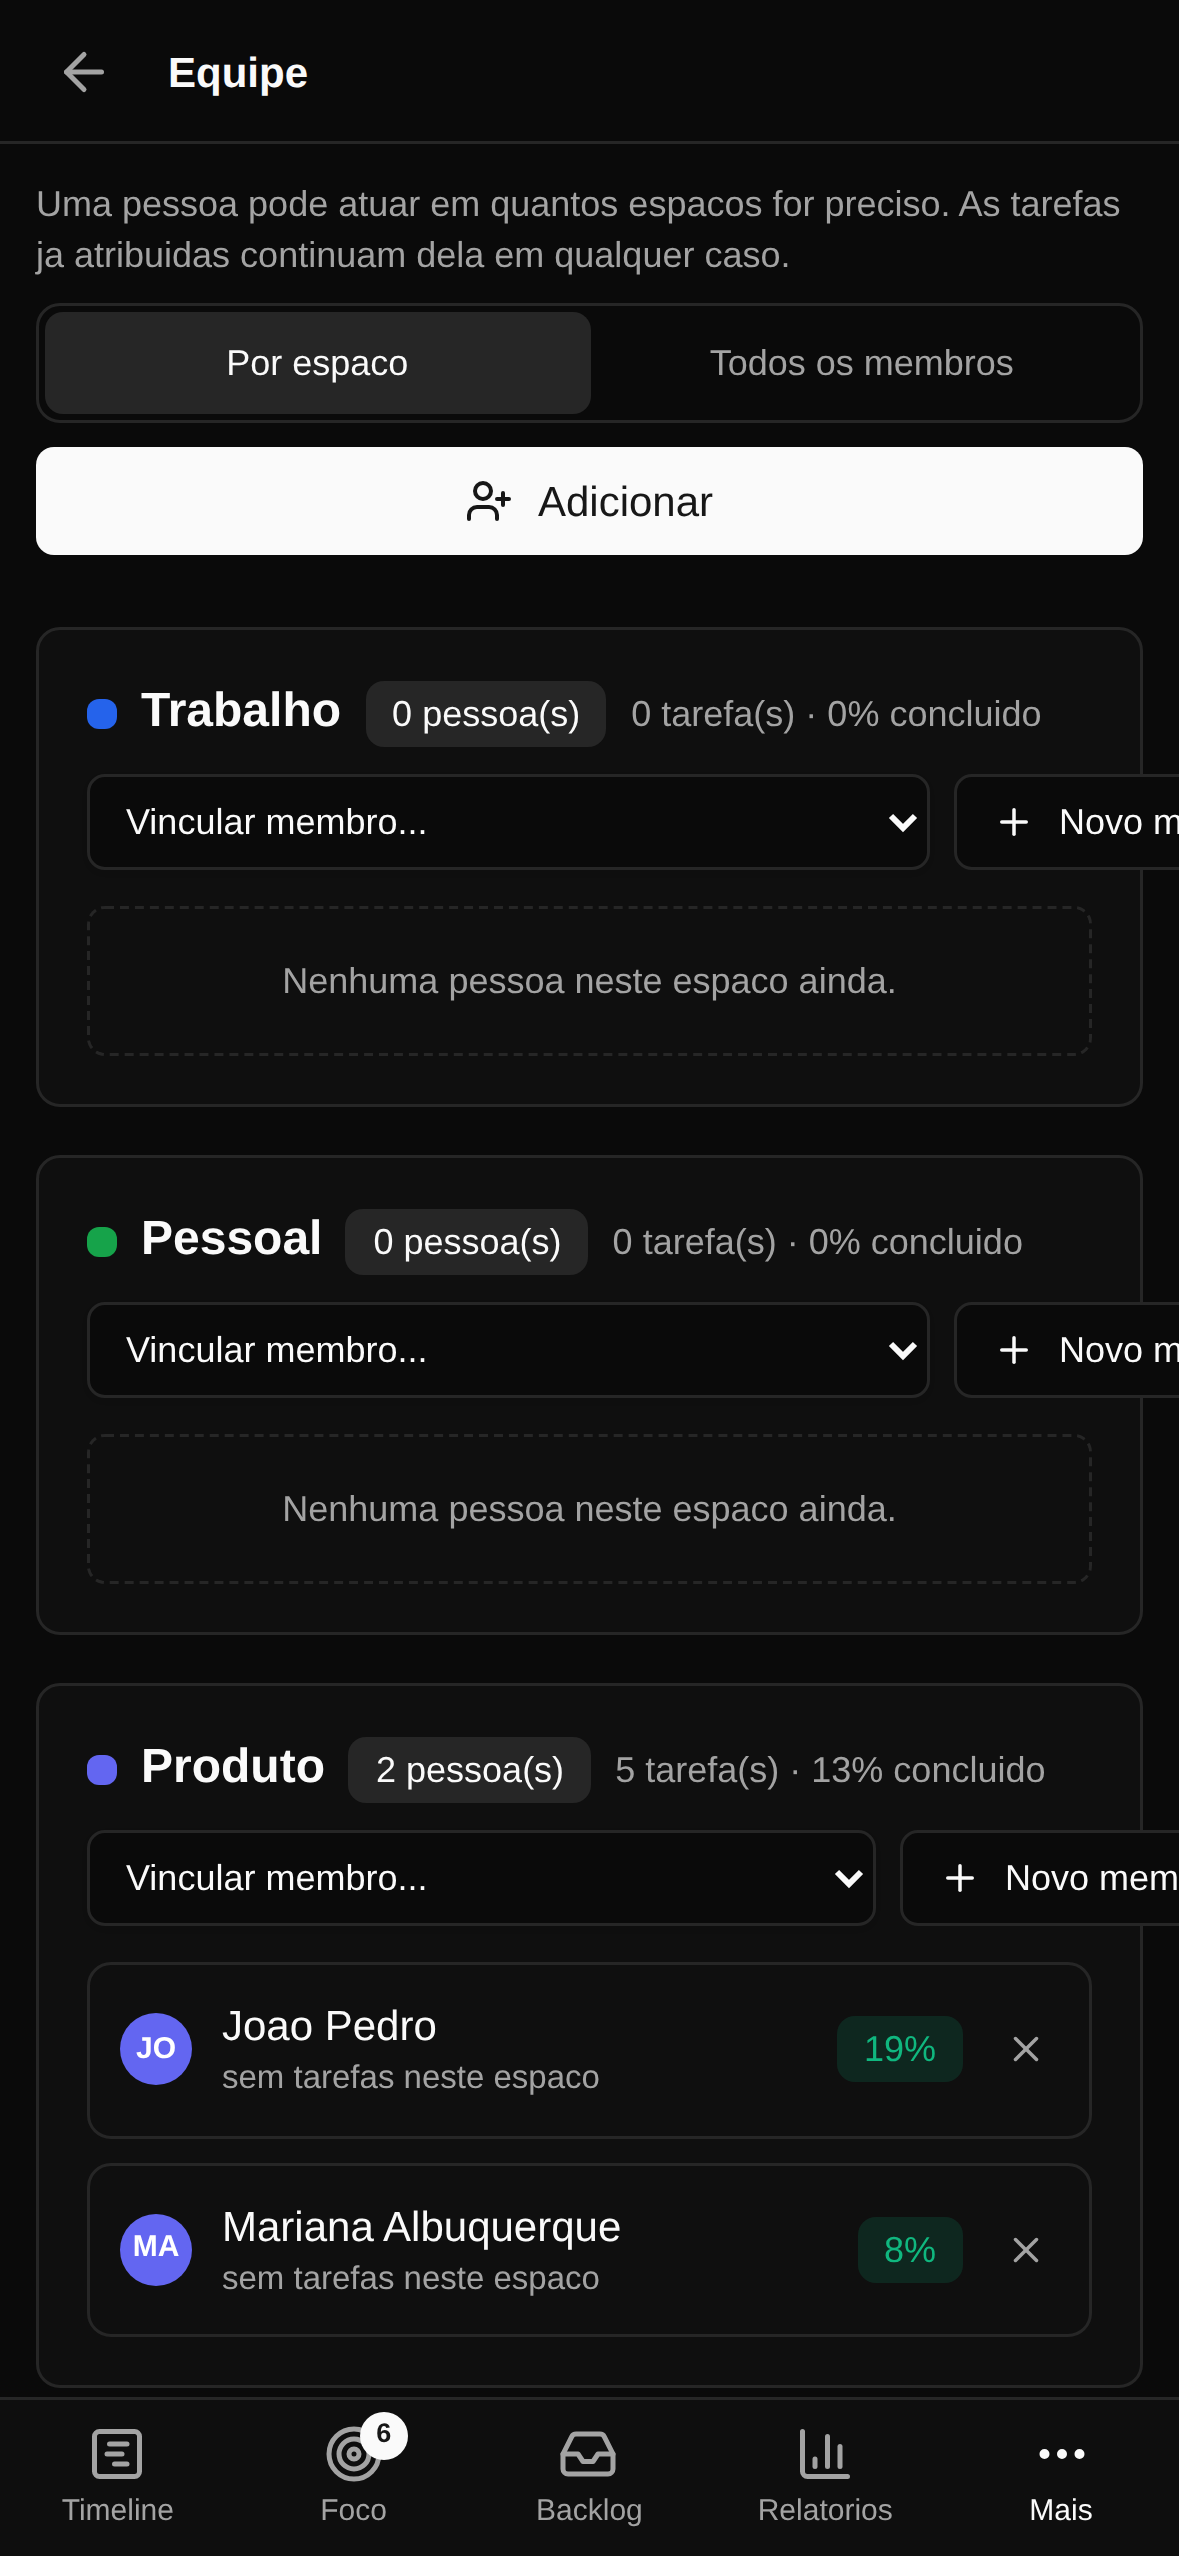 Equipe
Uma pessoa pode atuar em quantos espacos for preciso. As tarefas
ja atribuidas continuam dela em qualquer caso.
Por espaco
Todos os membros
Adicionar
Trabalho
0 pessoa(s)
0 tarefa(s) · 0% concluido
Vincular membro...
Novo m
Nenhuma pessoa neste espaco ainda.
Pessoal
0 pessoa(s)
0 tarefa(s) · 0% concluido
Vincular membro...
Novo m
Nenhuma pessoa neste espaco ainda.
Produto
2 pessoa(s)
5 tarefa(s) · 13% concluido
Vincular membro...
Novo mem
JO
Joao Pedro
sem tarefas neste espaco
19%
MA
Mariana Albuquerque
sem tarefas neste espaco
8%
6
Timeline
Foco
Backlog
Relatorios
Mais